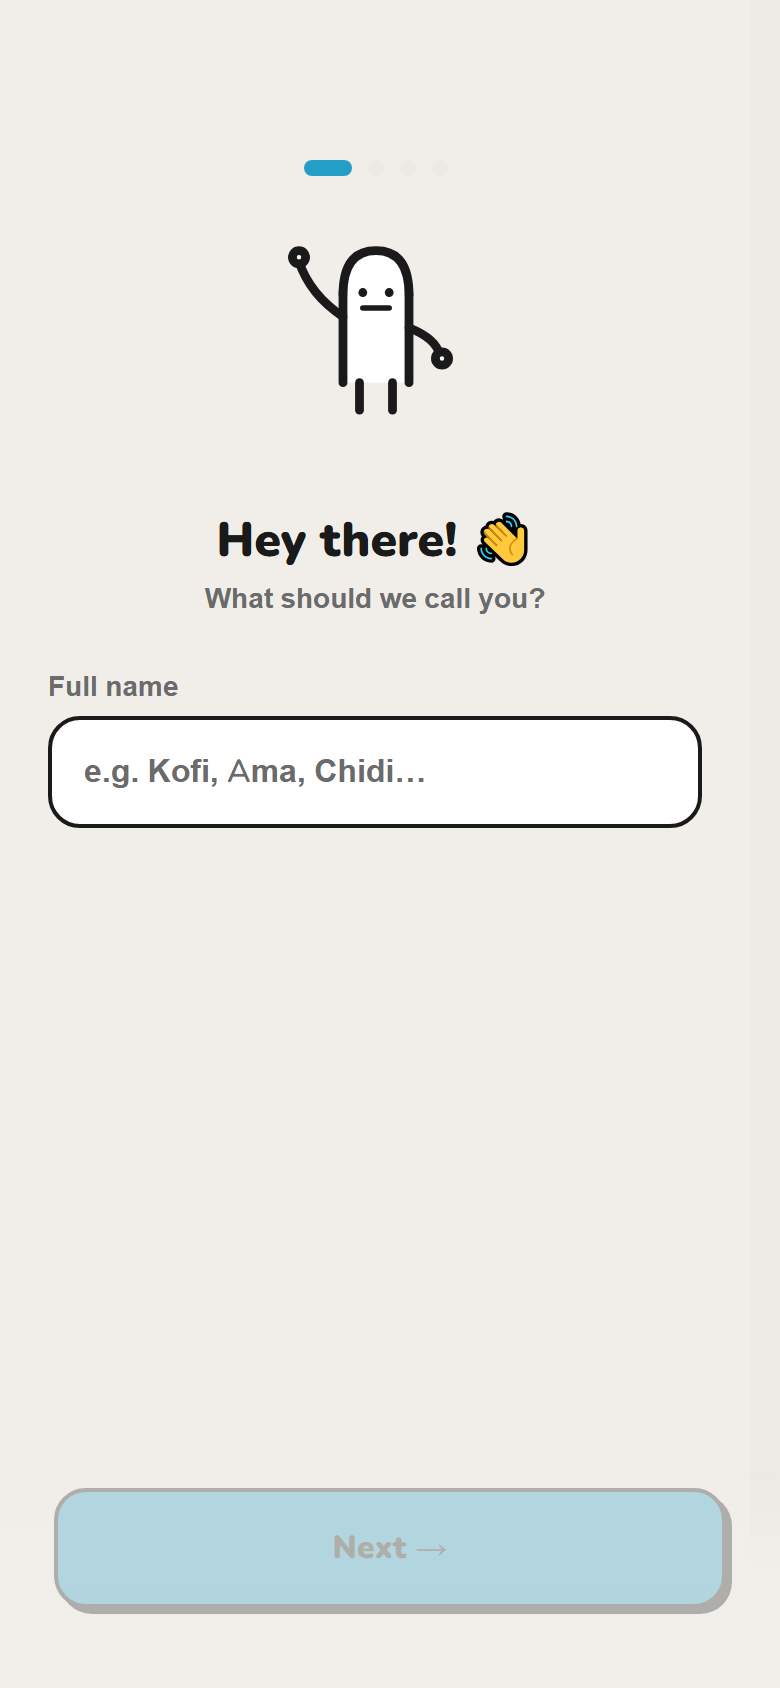 Hey there! 👋
What should we call you?
Full name
e.g. Kofi, Ama, Chidi...
Next →